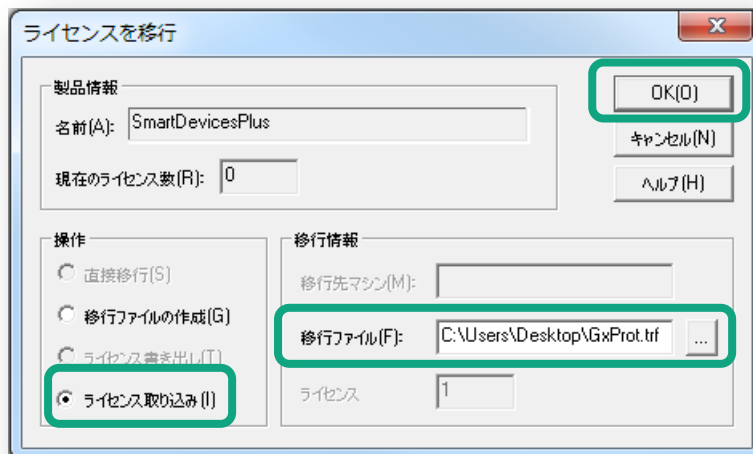 ライセンスを移行
製品情報
名前(A): SmartDevicesPlus
現在のライセンス数(R): 0
OK(O)
キャンセル(N)
ヘルプ(H)
操作
直接移行(S)
移行ファイルの作成(G)
ライセンス書き出し(T)
ライセンス取り込み(I)
移行情報
移行先マシン(M):
移行ファイル(F): C:\Users\Desktop\GxProt.trf ...
ライセンス 1